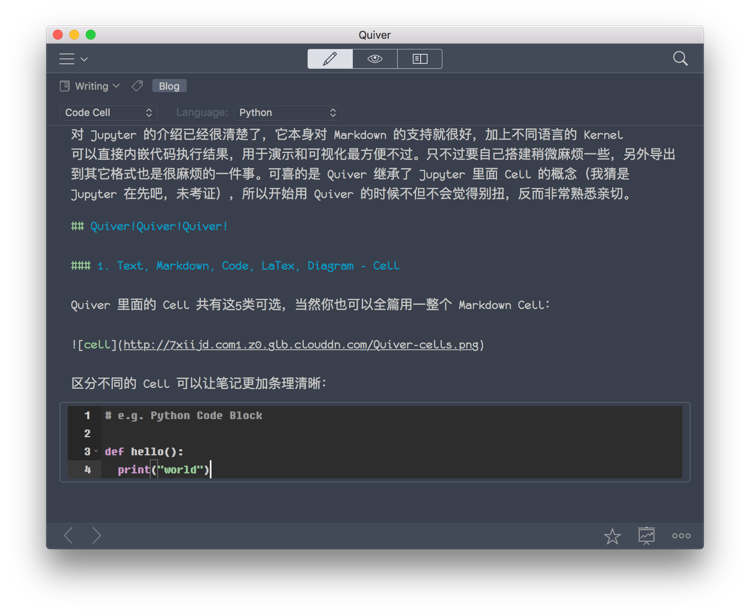 Quiver
Writing
Blog
Code Cell Language: Python
对 Jupyter 的介绍已经很清楚了，它本身对 Markdown 的支持就很好，加上不同语言的 Kernel
可以直接内嵌代码执行结果，用于演示和可视化最方便不过。只不过要自己搭建稍微麻烦一些，另外导出
到其它格式也是很麻烦的一件事。可喜的是 Quiver 继承了 Jupyter 里面 Cell 的概念（我猜是
Jupyter 在先吧，未考证），所以开始用 Quiver 的时候不但不会觉得别扭，反而非常熟悉亲切。
## Quiver!Quiver!Quiver!
### 1. Text, Markdown, Code, LaTex, Diagram - Cell
Quiver 里面的 Cell 共有这5类可选，当然你也可以全篇用一整个 Markdown Cell：
![cell](http://7xiijd.com1.z0.glb.clouddn.com/Quiver-cells.png)
区分不同的 Cell 可以让笔记更加条理清晰：
1 # e.g. Python Code Block
2
3 def hello():
4 print("world")